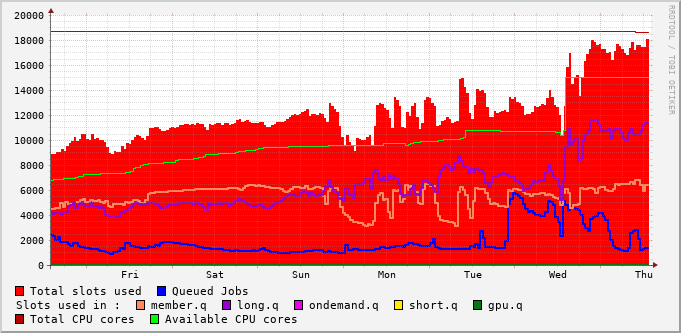 RRDTOOL / TOBI OETIKER
20000
18000
16000
14000
12000
10000
8000
6000
4000
2000
0
Fri Sat Sun Mon Tue Wed Thu
Total slots used Queued Jobs
Slots used in : member.q long.q ondemand.q short.q gpu.q
Total CPU cores Available CPU cores